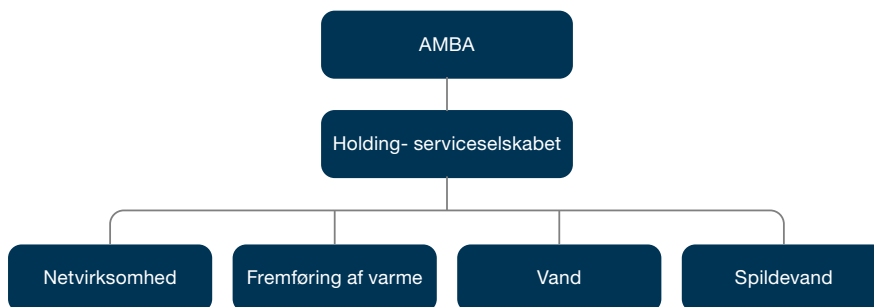 AMBA
Holding- serviceselskabet
Netvirksomhed
Fremføring af varme
Vand
Spildevand